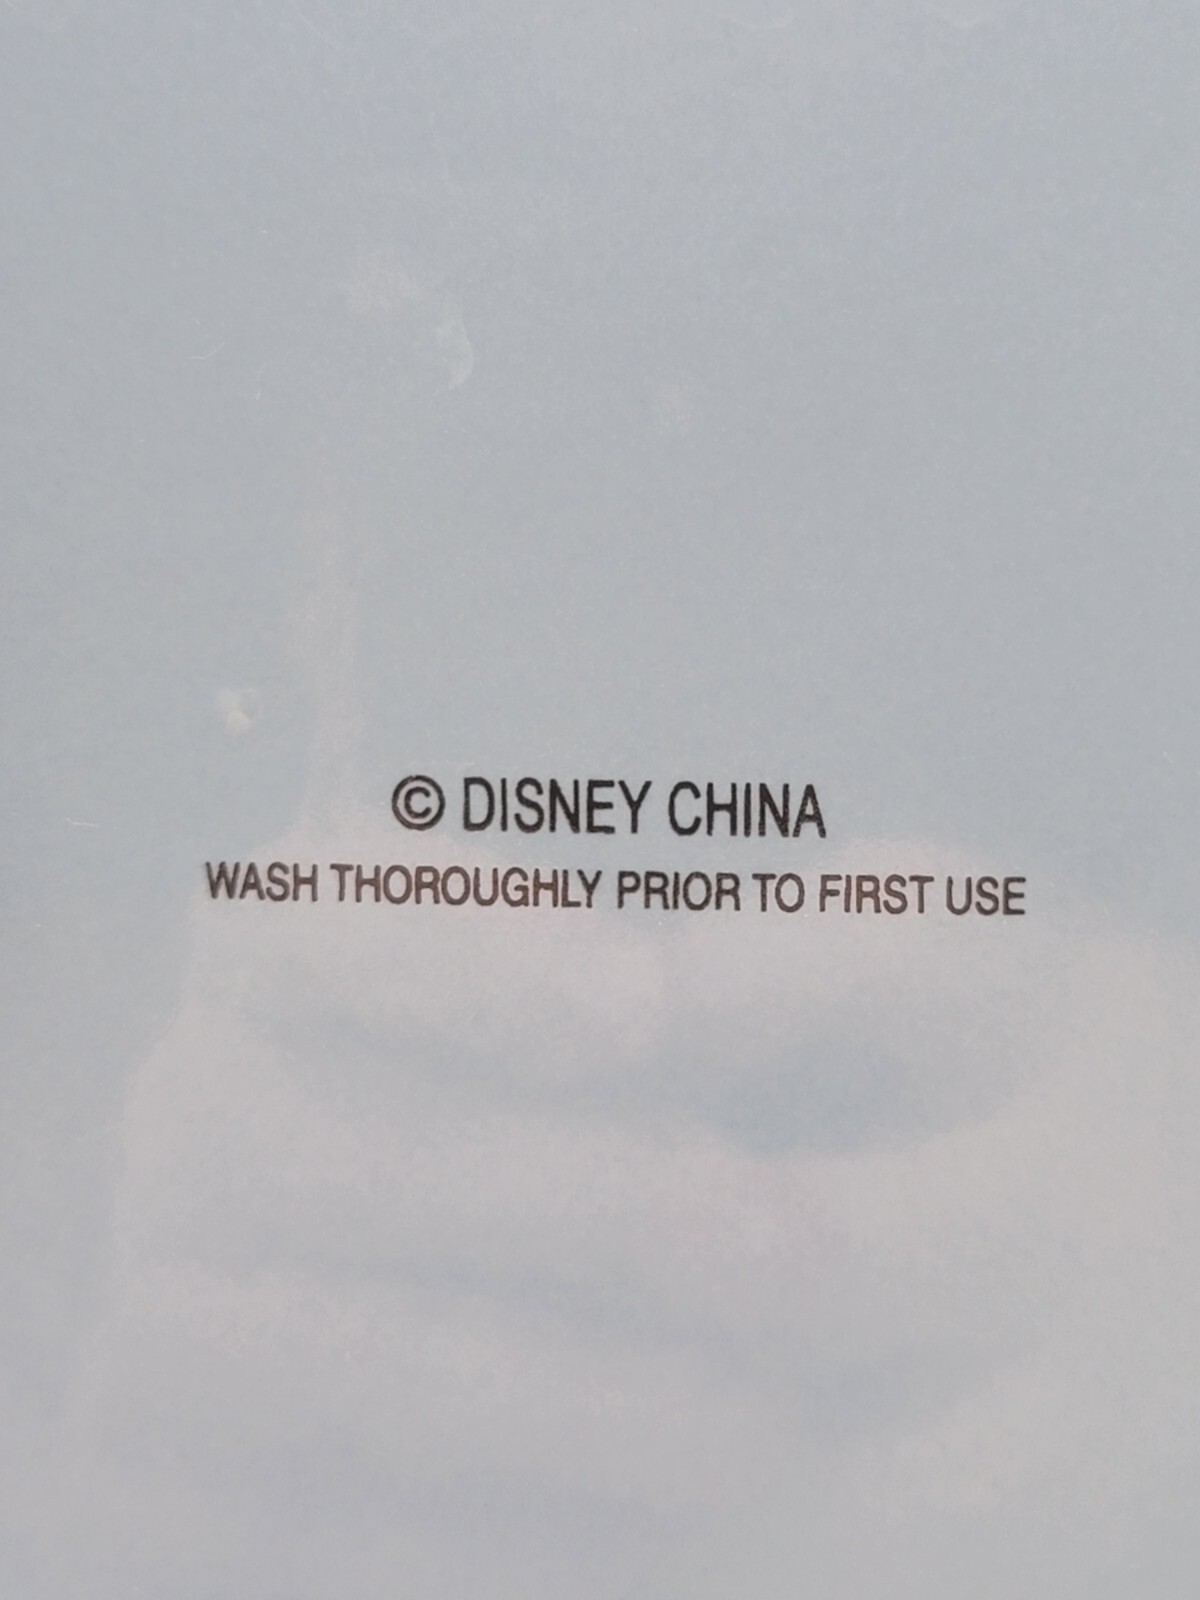 © DISNEY CHINA
WASH THOROUGHLY PRIOR TO FIRST USE